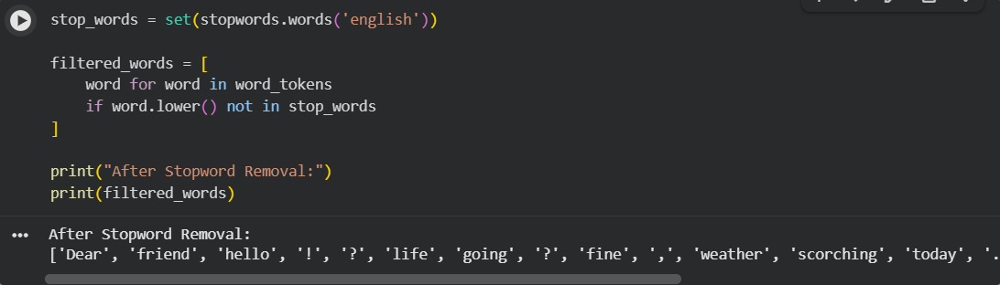 stop_words = set(stopwords.words('english'))
filtered_words = [
    word for word in word_tokens
    if word.lower() not in stop_words
]
print("After Stopword Removal:")
print(filtered_words)
After Stopword Removal:
['Dear', 'friend', 'hello', '!', '?', 'life', 'going', '?', 'fine', ',', 'weather', 'scorching', 'today', '.